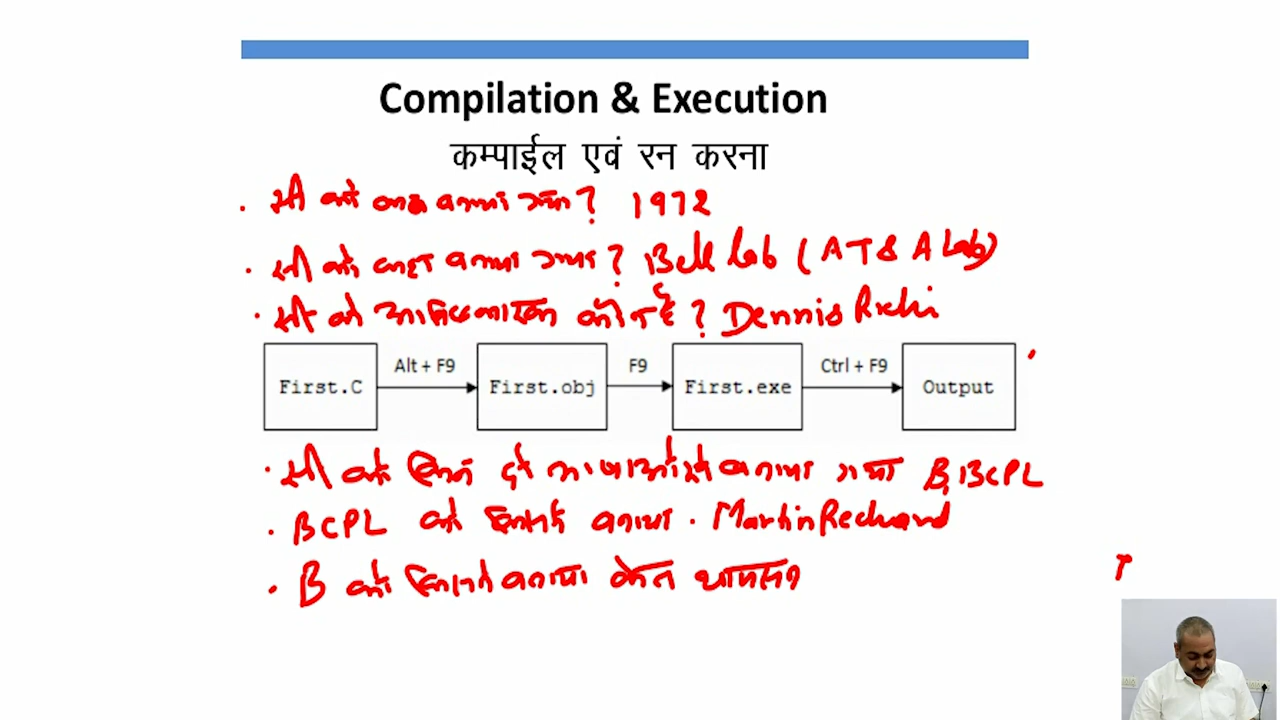 Compilation & Execution
कम्पाईल एवं रन करना
· सी को कब बनाया गया? 1972
· सी को कहा बनाया गया? Bell Lab ( AT & A Lab)
· सी को आविष्कारक कौन है? Dennis Richi
First.C Alt + F9 First.obj F9 First.exe Ctrl + F9 Output
· सी को किन दो भाषाओं से बनाया गया B, BCPL
· BCPL को किसने बनाया · Martin Rechard
· B को किसने बनाया केन थामसन